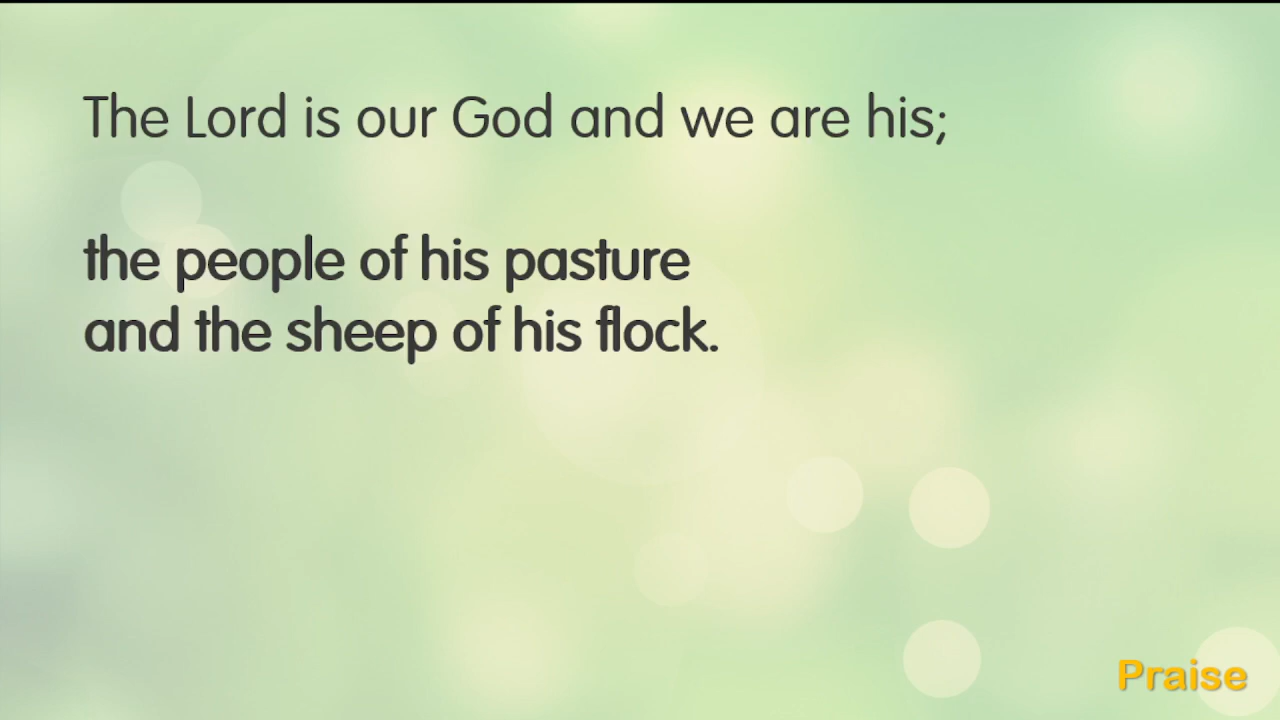 The Lord is our God and we are his;
the people of his pasture
and the sheep of his flock.
Praise